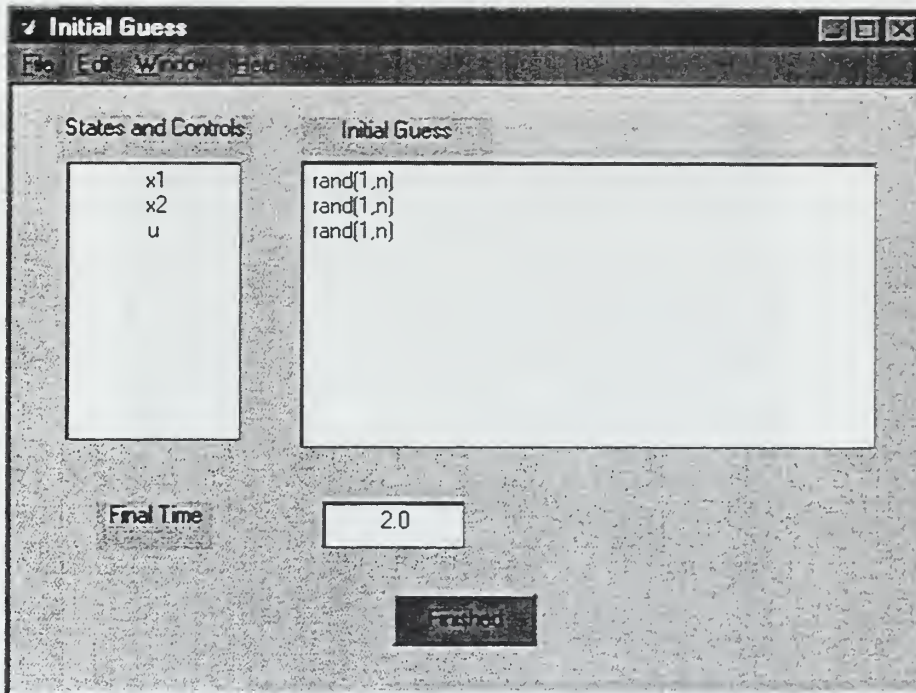 Initial Guess
File Edit Window Help
States and Controls
Initial Guess
x1
x2
u
rand(1,n)
rand(1,n)
rand(1,n)
Final Time
2.0
Finished